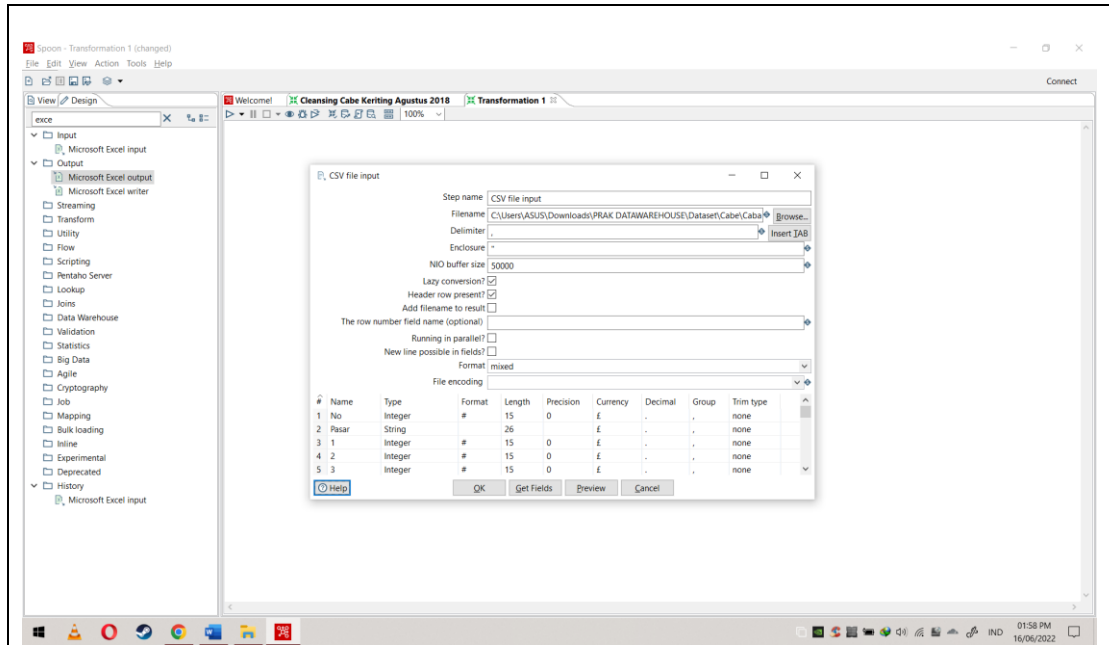 Spoon - Transformation 1 (changed)
File Edit View Action Tools Help
Connect
View Design
Welcome! Cleansing Cabe Keriting Agustus 2018 Transformation 1
exce
100%
Input
Microsoft Excel input
Output
Microsoft Excel output
Microsoft Excel writer
Streaming
Transform
Utility
Flow
Scripting
Pentaho Server
Lookup
Joins
Data Warehouse
Validation
Statistics
Big Data
Agile
Cryptography
Job
Mapping
Bulk loading
Inline
Experimental
Deprecated
History
Microsoft Excel input
CSV file input
Step name CSV file input
Filename C:\Users\ASUS\Downloads\PRAK DATAWAREHOUSE\Dataset\Cabe\Caba Browse...
Delimiter , Insert TAB
Enclosure "
NIO buffer size 50000
Lazy conversion?
Header row present?
Add filename to result
The row number field name (optional)
Running in parallel?
New line possible in fields?
Format mixed
File encoding
# Name Type Format Length Precision Currency Decimal Group Trim type
1 No Integer # 15 0 £ . , none
2 Pasar String 26 £ . , none
3 1 Integer # 15 0 £ . , none
4 2 Integer # 15 0 £ . , none
5 3 Integer # 15 0 £ . , none
Help OK Get Fields Preview Cancel
IND
01:58 PM
16/06/2022